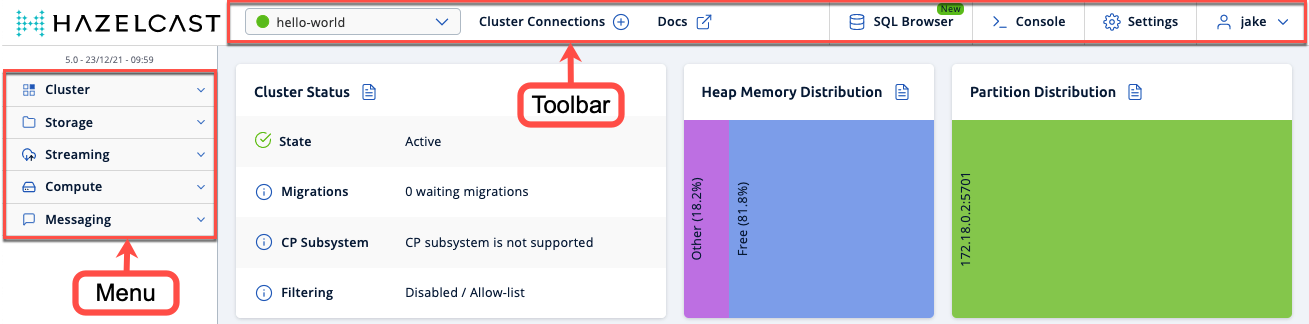 HAZELCAST
hello-world
Cluster Connections
Docs
SQL Browser
New
Console
Settings
jake
5.0 - 23/12/21 - 09:59
Cluster
Storage
Streaming
Compute
Messaging
Menu
Toolbar
Cluster Status
State Active
Migrations 0 waiting migrations
CP Subsystem CP subsystem is not supported
Filtering Disabled / Allow-list
Heap Memory Distribution
Other (18.2%)
Free (81.8%)
Partition Distribution
172.18.0.2:5701